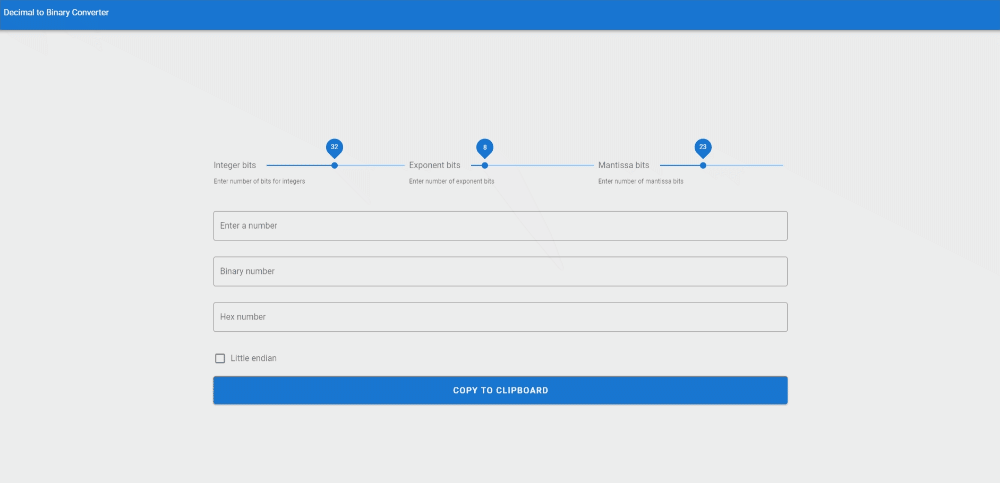 Decimal to Binary Converter
32 8 23
Integer bits Exponent bits Mantissa bits
Enter number of bits for integers Enter number of exponent bits Enter number of mantissa bits
Enter a number
Binary number
Hex number
Little endian
COPY TO CLIPBOARD